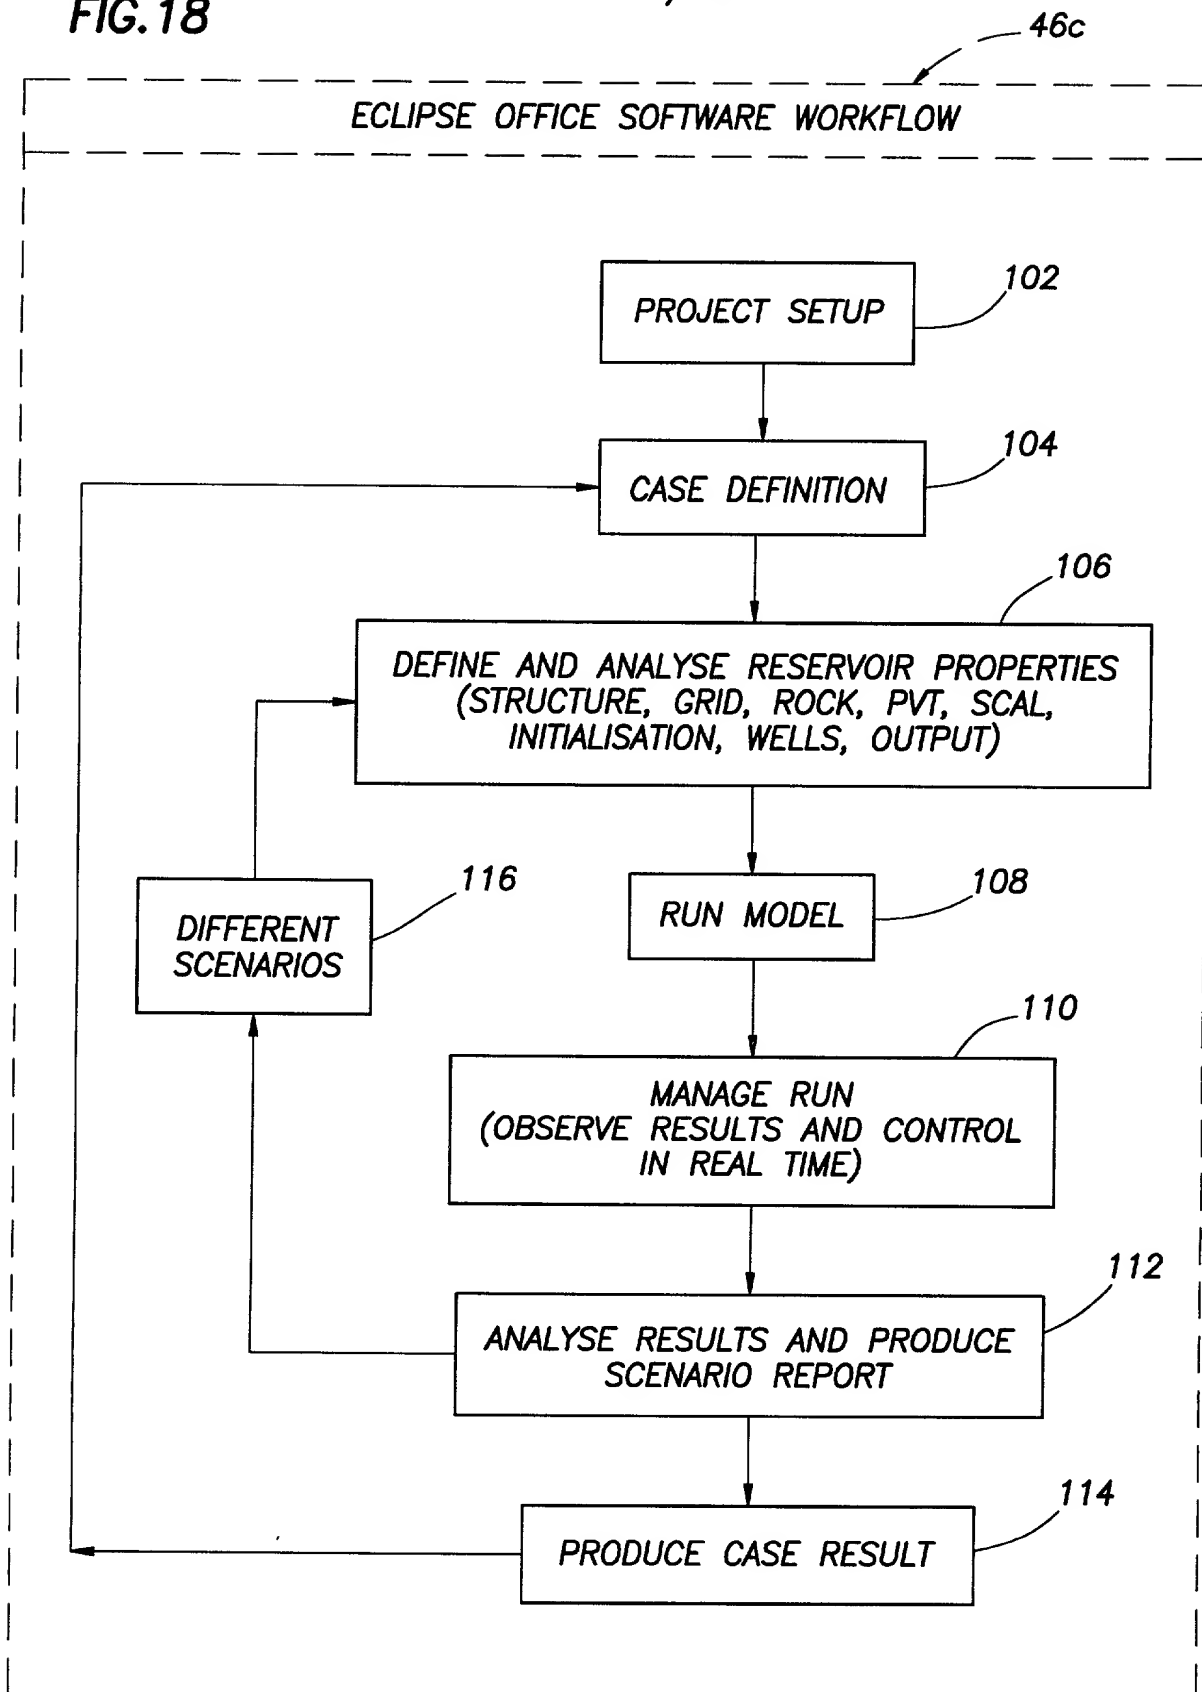 FIG.18
46c
ECLIPSE OFFICE SOFTWARE WORKFLOW
PROJECT SETUP
102
CASE DEFINITION
104
106
DEFINE AND ANALYSE RESERVOIR PROPERTIES
(STRUCTURE, GRID, ROCK, PVT, SCAL,
INITIALISATION, WELLS, OUTPUT)
116
DIFFERENT
SCENARIOS
108
RUN MODEL
110
MANAGE RUN
(OBSERVE RESULTS AND CONTROL
IN REAL TIME)
112
ANALYSE RESULTS AND PRODUCE
SCENARIO REPORT
114
PRODUCE CASE RESULT